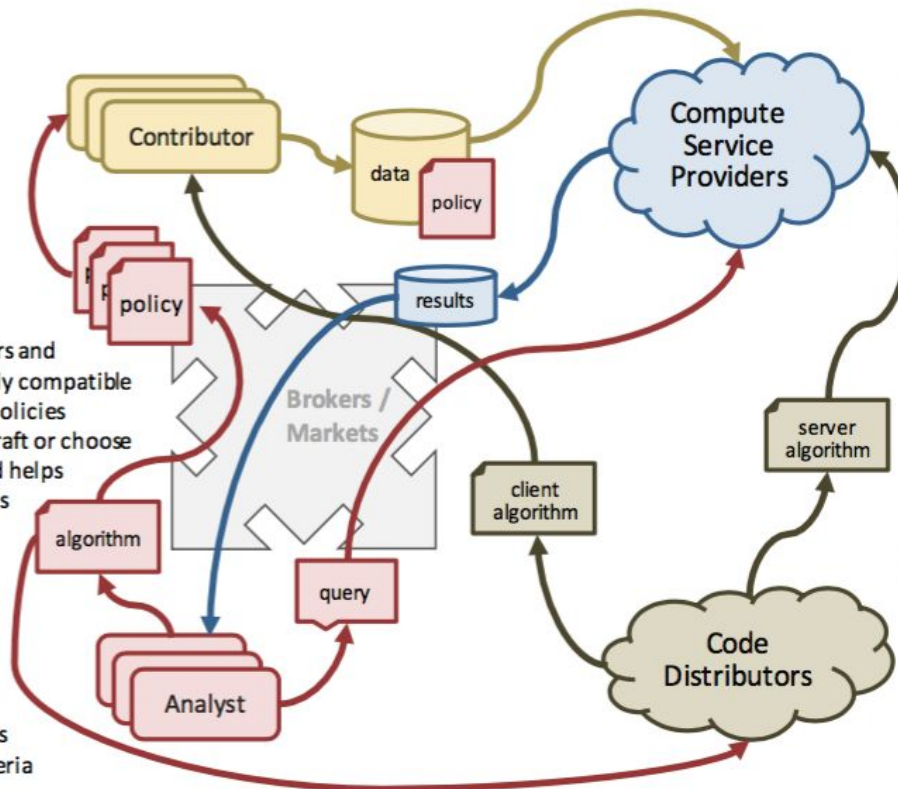 Compute
Service
Providers
Contributor
data
policy
policy
results
rs and
ly compatible
olicies
raft or choose
d helps
s
Brokers /
Markets
server
algorithm
client
algorithm
algorithm
query
Code
Distributors
Analyst
s
eria